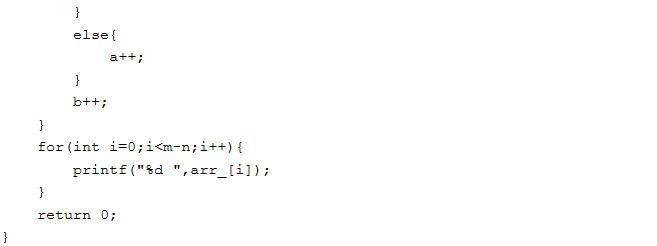 }
        else{
            a++;
        }
        b++;
    }
    for(int i=0;i<m-n;i++){
        printf("%d ",arr_[i]);
    }
    return 0;
}